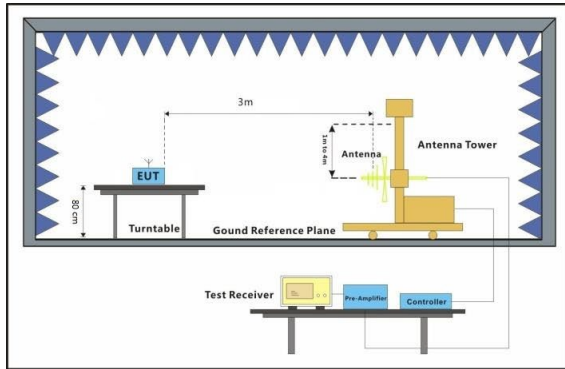 3m
1m to 4m
Antenna
Antenna Tower
EUT
80 cm
Turntable
Gound Reference Plane
Test Receiver
Pre-Amplifier
Controller